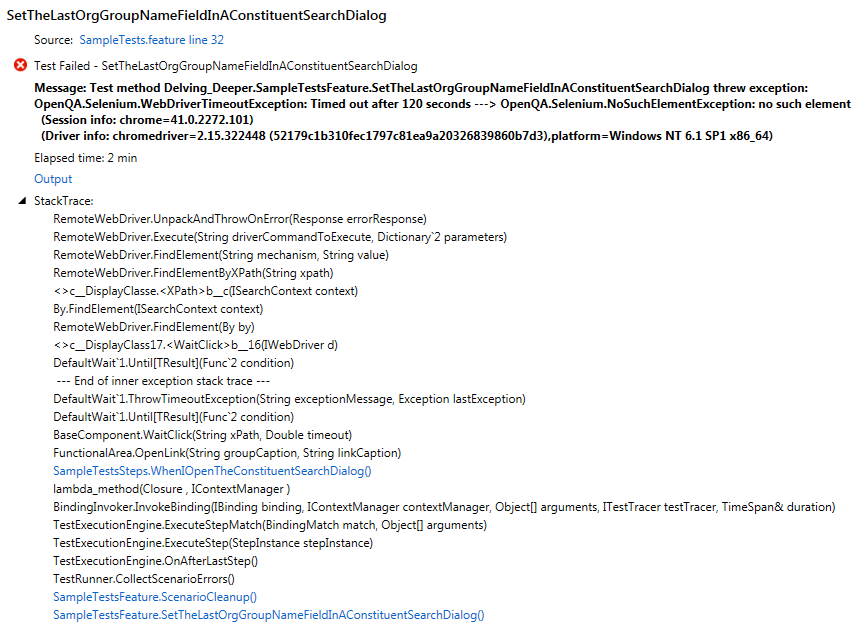 SetTheLastOrgGroupNameFieldInAConstituentSearchDialog
Source: SampleTests.feature line 32
Test Failed - SetTheLastOrgGroupNameFieldInAConstituentSearchDialog
Message: Test method Delving_Deeper.SampleTestsFeature.SetTheLastOrgGroupNameFieldInAConstituentSearchDialog threw exception:
OpenQA.Selenium.WebDriverTimeoutException: Timed out after 120 seconds ---> OpenQA.Selenium.NoSuchElementException: no such element
(Session info: chrome=41.0.2272.101)
(Driver info: chromedriver=2.15.322448 (52179c1b310fec1797c81ea9a20326839860b7d3),platform=Windows NT 6.1 SP1 x86_64)
Elapsed time: 2 min
Output
StackTrace:
RemoteWebDriver.UnpackAndThrowOnError(Response errorResponse)
RemoteWebDriver.Execute(String driverCommandToExecute, Dictionary`2 parameters)
RemoteWebDriver.FindElement(String mechanism, String value)
RemoteWebDriver.FindElementByXPath(String xpath)
<>c__DisplayClasse.<XPath>b__c(ISearchContext context)
By.FindElement(ISearchContext context)
RemoteWebDriver.FindElement(By by)
<>c__DisplayClass17.<WaitClick>b__16(IWebDriver d)
DefaultWait`1.Until[TResult](Func`2 condition)
--- End of inner exception stack trace ---
DefaultWait`1.ThrowTimeoutException(String exceptionMessage, Exception lastException)
DefaultWait`1.Until[TResult](Func`2 condition)
BaseComponent.WaitClick(String xPath, Double timeout)
FunctionalArea.OpenLink(String groupCaption, String linkCaption)
SampleTestsSteps.WhenIOpenTheConstituentSearchDialog()
lambda_method(Closure , IContextManager )
BindingInvoker.InvokeBinding(IBinding binding, IContextManager contextManager, Object[] arguments, ITestTracer testTracer, TimeSpan& duration)
TestExecutionEngine.ExecuteStepMatch(BindingMatch match, Object[] arguments)
TestExecutionEngine.ExecuteStep(StepInstance stepInstance)
TestExecutionEngine.OnAfterLastStep()
TestRunner.CollectScenarioErrors()
SampleTestsFeature.ScenarioCleanup()
SampleTestsFeature.SetTheLastOrgGroupNameFieldInAConstituentSearchDialog()